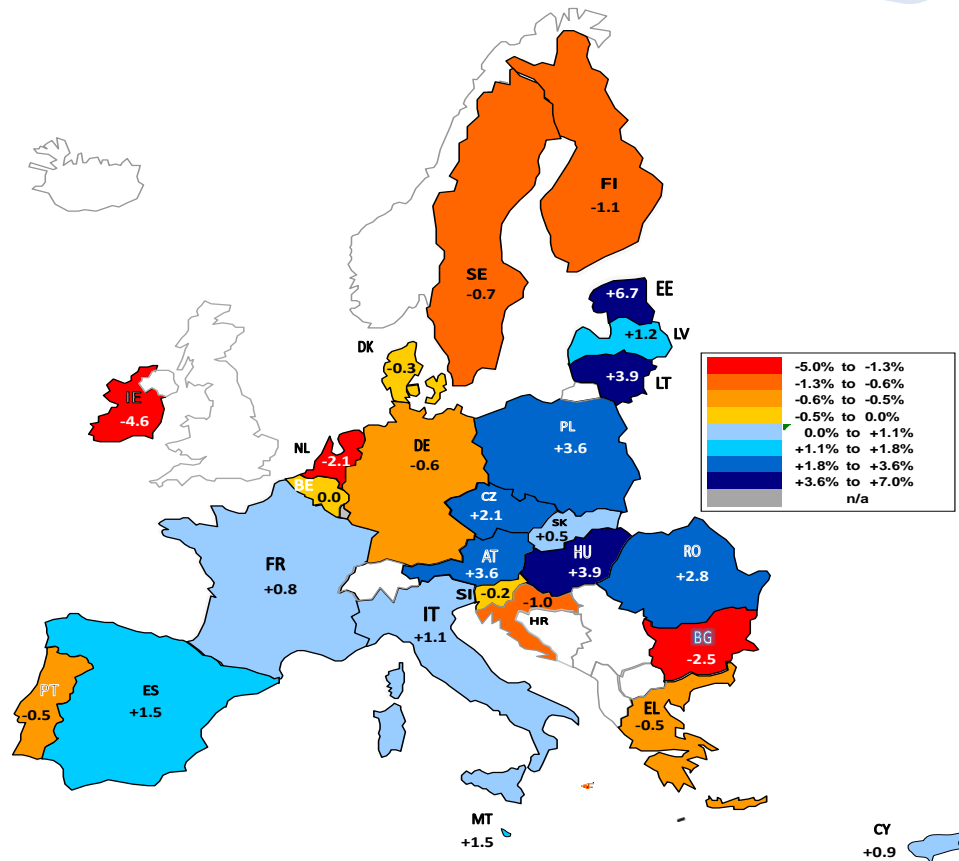 FI
-1.1
SE
-0.7
+6.7 EE
+1.2 LV
DK
-0.3
+3.9 LT
IE
-4.6
PL
+3.6
NL
-2.1
DE
-0.6
BE
0.0
CZ
+2.1
SK
+0.5
AT
+3.6
HU
+3.9
RO
+2.8
FR
+0.8
SI -0.2
-1.0
HR
IT
+1.1
BG
-2.5
PT
-0.5
ES
+1.5
EL
-0.5
MT
+1.5
CY
+0.9
-5.0% to -1.3%
-1.3% to -0.6%
-0.6% to -0.5%
-0.5% to 0.0%
0.0% to +1.1%
+1.1% to +1.8%
+1.8% to +3.6%
+3.6% to +7.0%
n/a